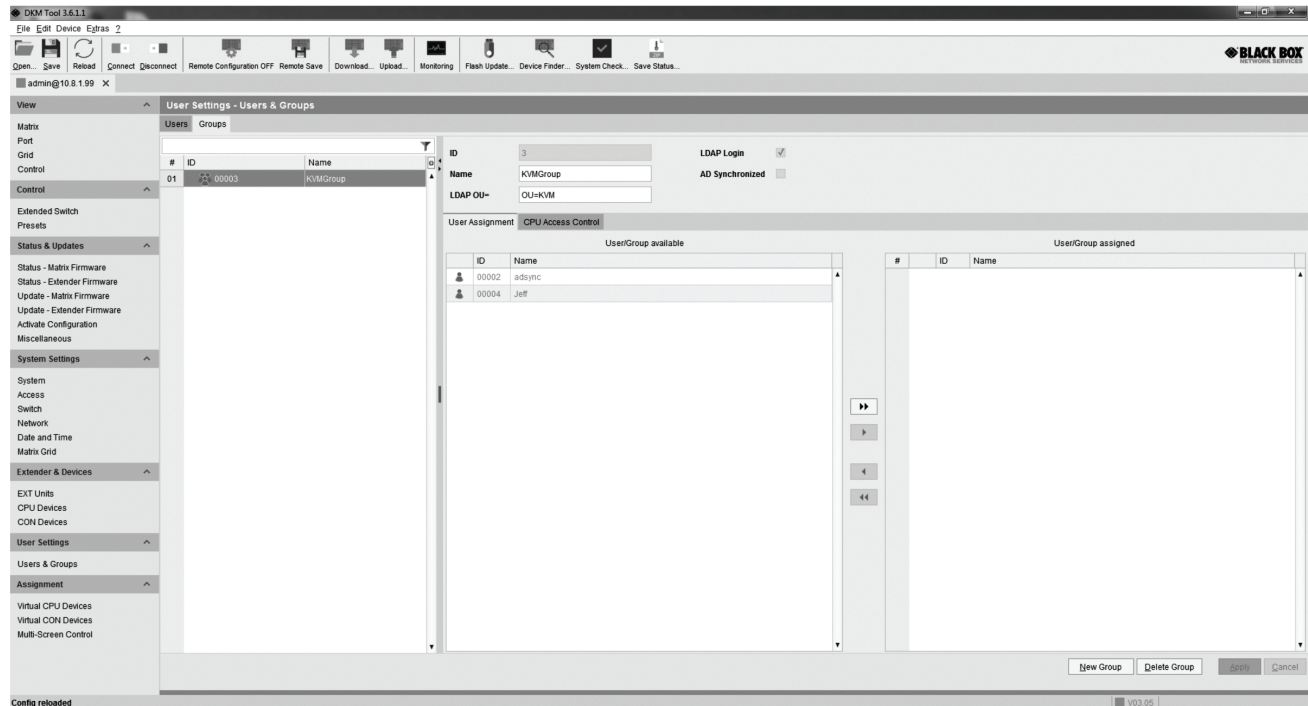 DKM Tool 3.6.1.1
File Edit Device Extras ?
Open... Save Reload Connect Disconnect Remote Configuration OFF Remote Save Download... Upload... Monitoring Flash Update... Device Finder... System Check... Save Status...
BLACK BOX
NETWORK SERVICES
admin@10.8.1.99
View
Matrix
Port
Grid
Control
Control
Extended Switch
Presets
Status & Updates
Status - Matrix Firmware
Status - Extender Firmware
Update - Matrix Firmware
Update - Extender Firmware
Activate Configuration
Miscellaneous
System Settings
System
Access
Switch
Network
Date and Time
Matrix Grid
Extender & Devices
EXT Units
CPU Devices
CON Devices
User Settings
Users & Groups
Assignment
Virtual CPU Devices
Virtual CON Devices
Multi-Screen Control
User Settings - Users & Groups
Users Groups
# ID Name
01 00003 KVMGroup
ID 3 LDAP Login
Name KVMGroup AD Synchronized
LDAP OU= OU=KVM
User Assignment CPU Access Control
User/Group available
ID Name
00002 adsync
00004 Jeff
User/Group assigned
# ID Name
New Group Delete Group Apply Cancel
Config reloaded V03.05